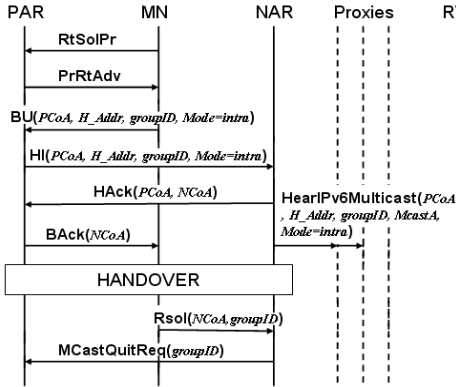 PAR MN NAR Proxies
RtSolPr
PrRtAdv
BU(PCoA, H_Addr, groupID, Mode=intra)
HI(PCoA, H_Addr, groupID, Mode=intra)
HAck(PCoA, NCoA)
HearIPv6Multicast(PCoA
, H_Addr, groupID, McastA,
Mode=intra)
BAck(NCoA)
HANDOVER
Rsol(NCoA,groupID)
MCastQuitReq(groupID)